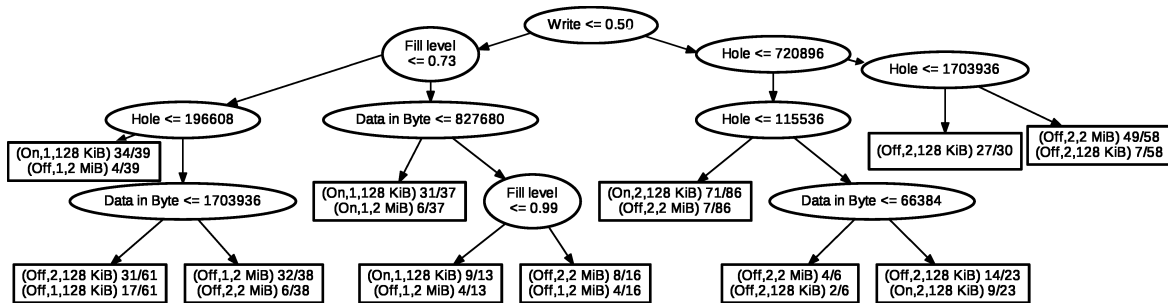 Write <= 0.50
Fill level
<= 0.73
Hole <= 720896
Hole <= 1703936
Hole <= 196608
Data in Byte <= 827680
Hole <= 115536
(On,1,128 KiB) 34/39
(Off,1,2 MiB) 4/39
(Off,2,128 KiB) 27/30
(Off,2,2 MiB) 49/58
(Off,2,128 KiB) 7/58
Data in Byte <= 1703936
(On,1,128 KiB) 31/37
(On,1,2 MiB) 6/37
Fill level
<= 0.99
(On,2,128 KiB) 71/86
(Off,2,2 MiB) 7/86
Data in Byte <= 66384
(Off,2,128 KiB) 31/61
(Off,1,128 KiB) 17/61
(Off,1,2 MiB) 32/38
(Off,2,2 MiB) 6/38
(On,1,128 KiB) 9/13
(Off,1,2 MiB) 4/13
(Off,2,2 MiB) 8/16
(Off,1,2 MiB) 4/16
(Off,2,2 MiB) 4/6
(Off,2,128 KiB) 2/6
(Off,2,128 KiB) 14/23
(On,2,128 KiB) 9/23